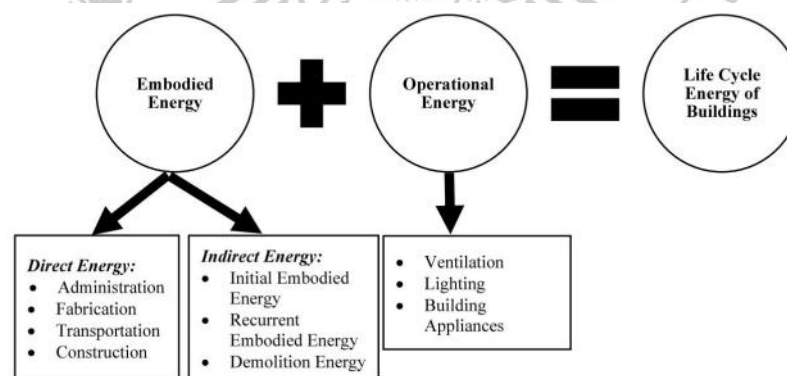 Embodied
Energy
Operational
Energy
Life Cycle
Energy of
Buildings
Direct Energy:
• Administration
• Fabrication
• Transportation
• Construction
Indirect Energy:
• Initial Embodied
Energy
• Recurrent
Embodied Energy
• Demolition Energy
• Ventilation
• Lighting
• Building
Appliances